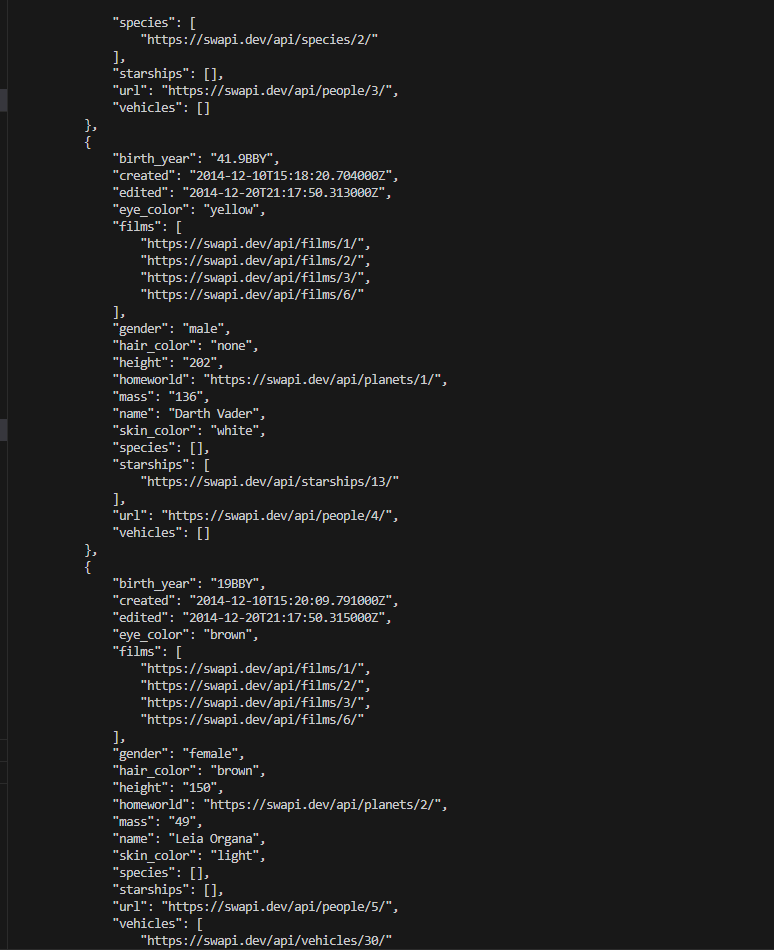 "species": [
"https://swapi.dev/api/species/2/"
],
"starships": [],
"url": "https://swapi.dev/api/people/3/",
"vehicles": []
},
{
"birth_year": "41.9BBY",
"created": "2014-12-10T15:18:20.704000Z",
"edited": "2014-12-20T21:17:50.313000Z",
"eye_color": "yellow",
"films": [
"https://swapi.dev/api/films/1/",
"https://swapi.dev/api/films/2/",
"https://swapi.dev/api/films/3/",
"https://swapi.dev/api/films/6/"
],
"gender": "male",
"hair_color": "none",
"height": "202",
"homeworld": "https://swapi.dev/api/planets/1/",
"mass": "136",
"name": "Darth Vader",
"skin_color": "white",
"species": [],
"starships": [
"https://swapi.dev/api/starships/13/"
],
"url": "https://swapi.dev/api/people/4/",
"vehicles": []
},
{
"birth_year": "19BBY",
"created": "2014-12-10T15:20:09.791000Z",
"edited": "2014-12-20T21:17:50.315000Z",
"eye_color": "brown",
"films": [
"https://swapi.dev/api/films/1/",
"https://swapi.dev/api/films/2/",
"https://swapi.dev/api/films/3/",
"https://swapi.dev/api/films/6/"
],
"gender": "female",
"hair_color": "brown",
"height": "150",
"homeworld": "https://swapi.dev/api/planets/2/",
"mass": "49",
"name": "Leia Organa",
"skin_color": "light",
"species": [],
"starships": [],
"url": "https://swapi.dev/api/people/5/",
"vehicles": [
"https://swapi.dev/api/vehicles/30/"